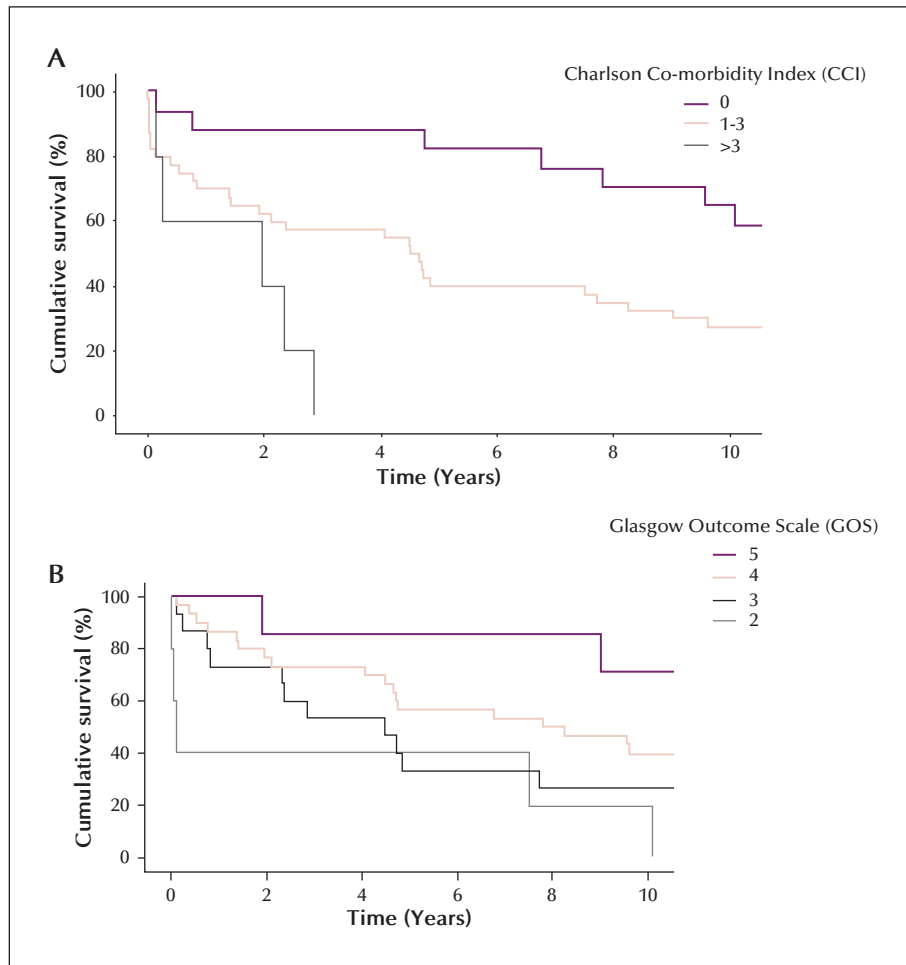 A
Charlson Co-morbidity Index (CCI)
0
1-3
>3
Cumulative survival (%)
100
80
60
40
20
0
0 2 4 6 8 10
Time (Years)
Glasgow Outcome Scale (GOS)
5
4
3
2
B
Cumulative survival (%)
100
80
60
40
20
0
0 2 4 6 8 10
Time (Years)